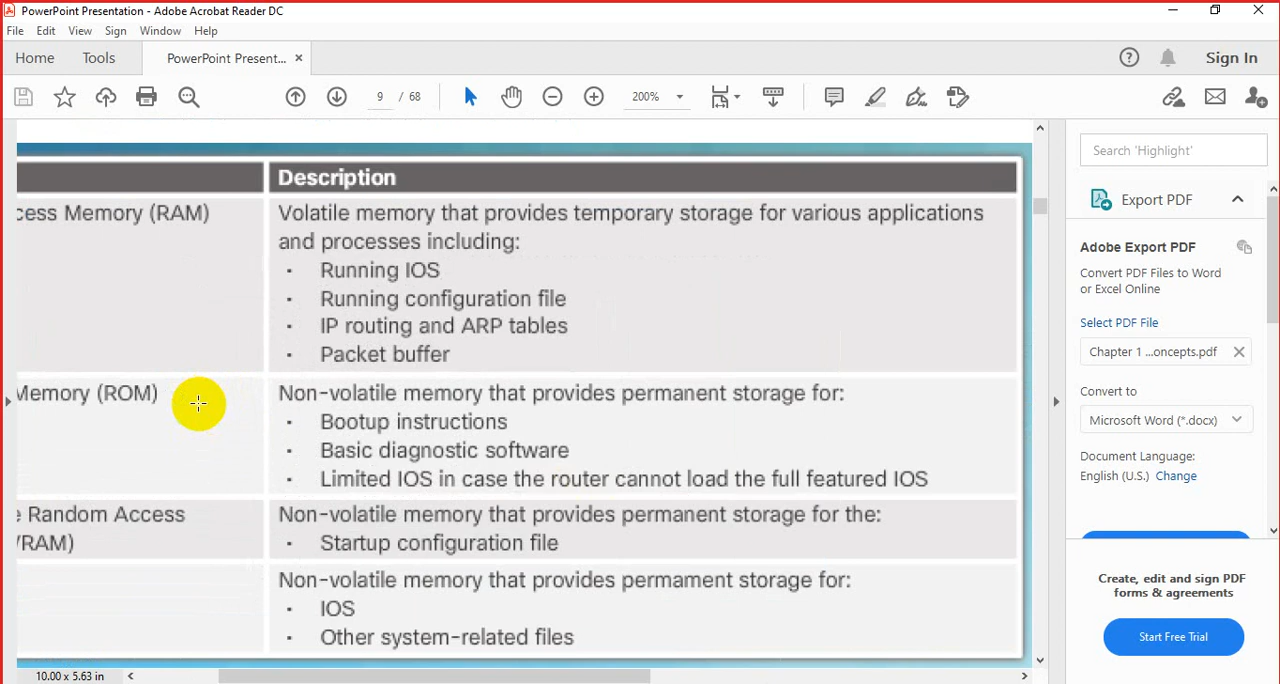 PowerPoint Presentation - Adobe Acrobat Reader DC
File Edit View Sign Window Help
Home Tools PowerPoint Present... × Sign In
9 / 68 200%
Description
cess Memory (RAM)
Volatile memory that provides temporary storage for various applications
and processes including:
· Running IOS
· Running configuration file
· IP routing and ARP tables
· Packet buffer
Memory (ROM)
Non-volatile memory that provides permanent storage for:
· Bootup instructions
· Basic diagnostic software
· Limited IOS in case the router cannot load the full featured IOS
e Random Access
VRAM)
Non-volatile memory that provides permanent storage for the:
· Startup configuration file
Non-volatile memory that provides permament storage for:
· IOS
· Other system-related files
10.00 x 5.63 in
Search 'Highlight'
Export PDF
Adobe Export PDF
Convert PDF Files to Word
or Excel Online
Select PDF File
Chapter 1 ...oncepts.pdf
Convert to
Microsoft Word (*.docx)
Document Language:
English (U.S.) Change
Create, edit and sign PDF
forms & agreements
Start Free Trial